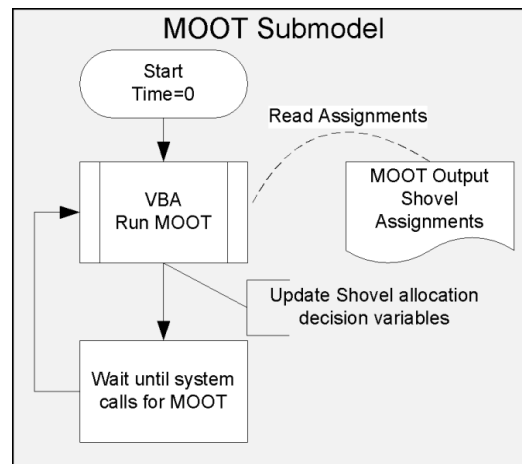 MOOT Submodel
Start
Time=0
Read Assignments
VBA
Run MOOT
MOOT Output
Shovel
Assignments
Update Shovel allocation
decision variables
Wait until system
calls for MOOT